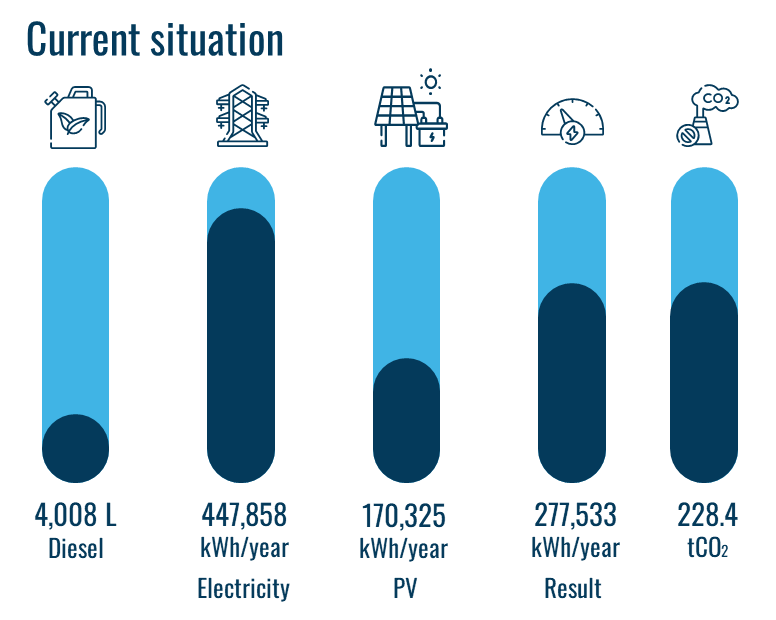 Current situation
CO2
4,008 L
Diesel
447,858
kWh/year
Electricity
170,325
kWh/year
PV
277,533
kWh/year
Result
228.4
tCO₂